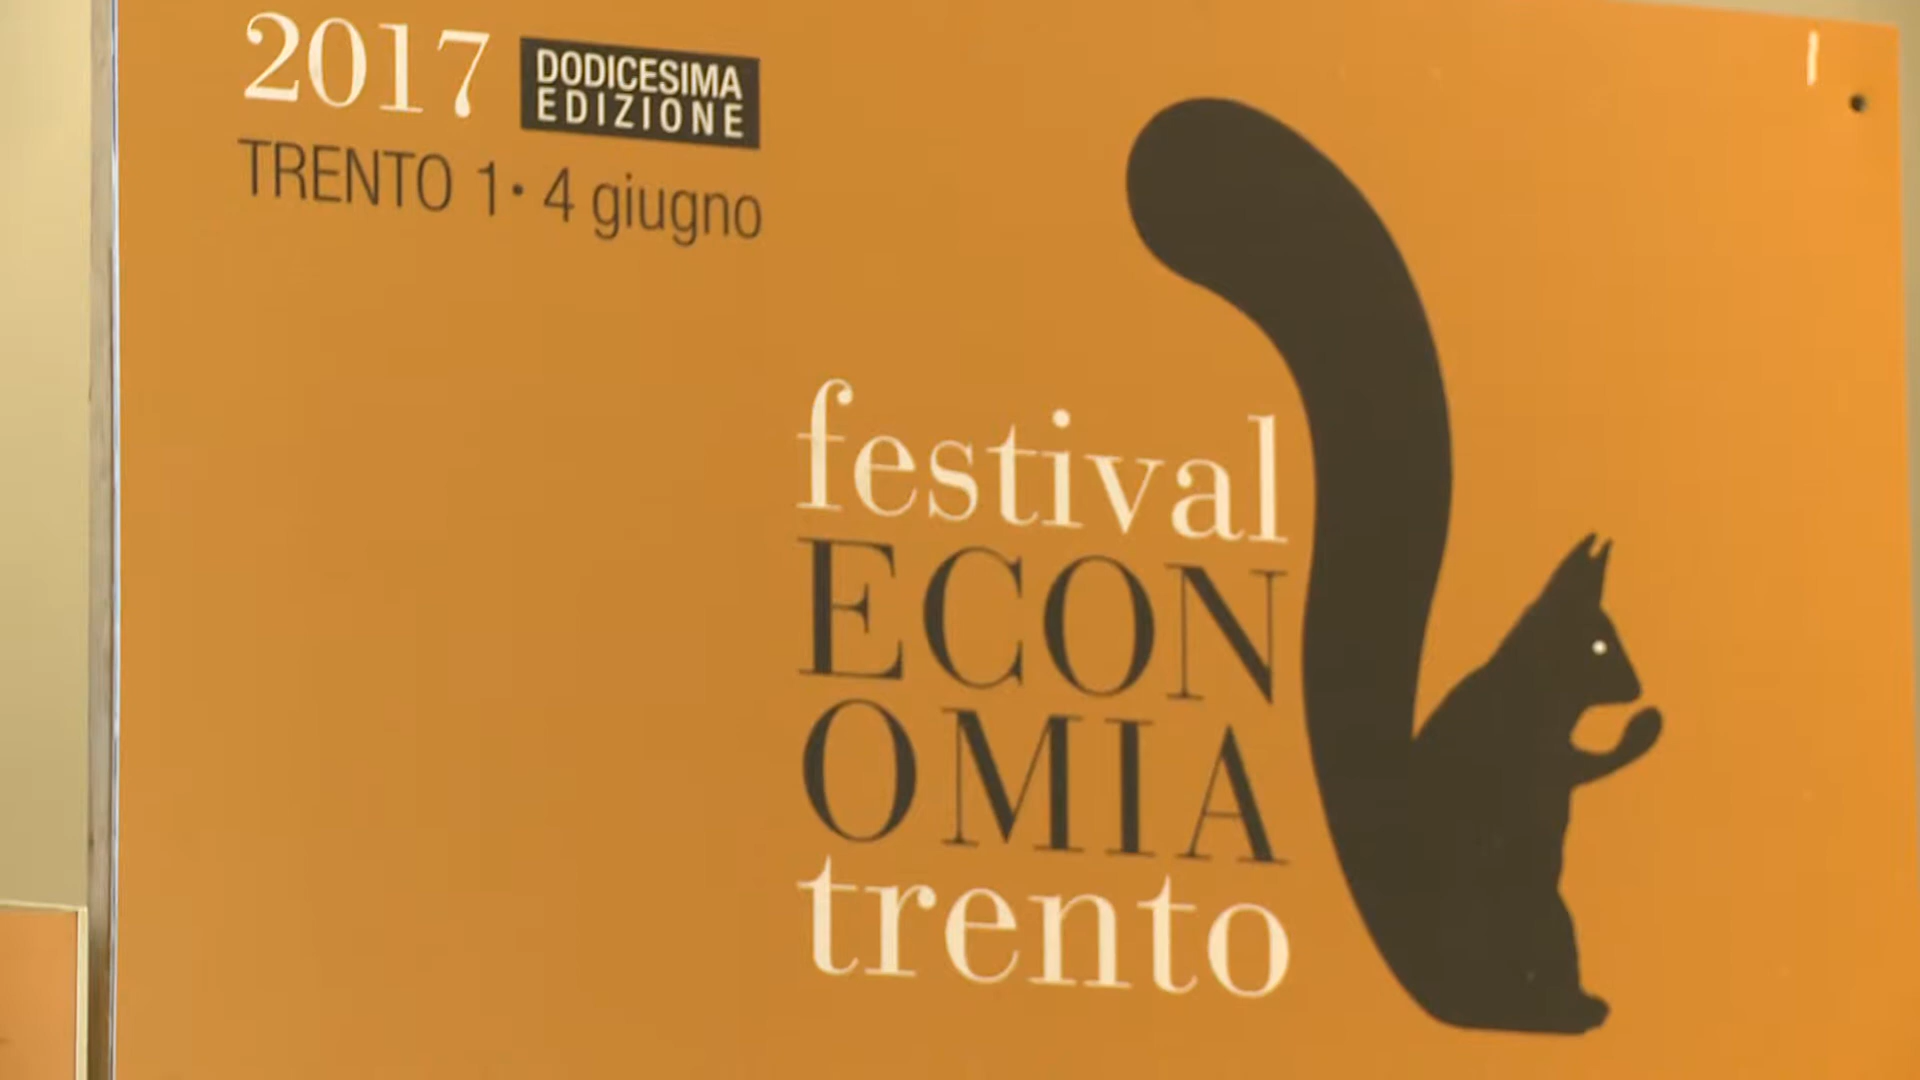 2017 DODICESIMA
EDIZIONE
TRENTO 1 • 4 giugno
festival
ECON
OMIA
trento